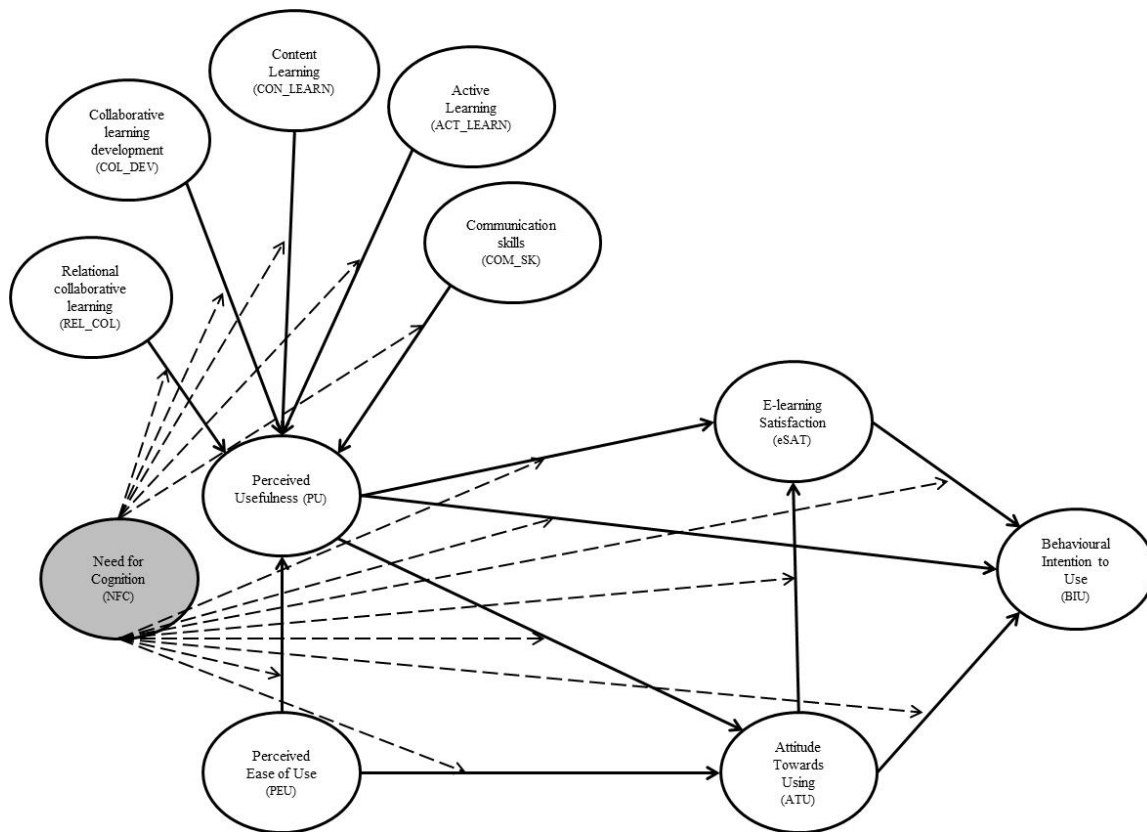 Content
Learning
(CON_LEARN)
Active
Learning
(ACT_LEARN)
Collaborative
learning
development
(COL_DEV)
Communication
skills
(COM_SK)
Relational
collaborative
learning
(REL_COL)
E-learning
Satisfaction
(eSAT)
Perceived
Usefulness (PU)
Need for
Cognition
(NFC)
Behavioural
Intention to
Use
(BIU)
Perceived
Ease of Use
(PEU)
Attitude
Towards
Using
(ATU)